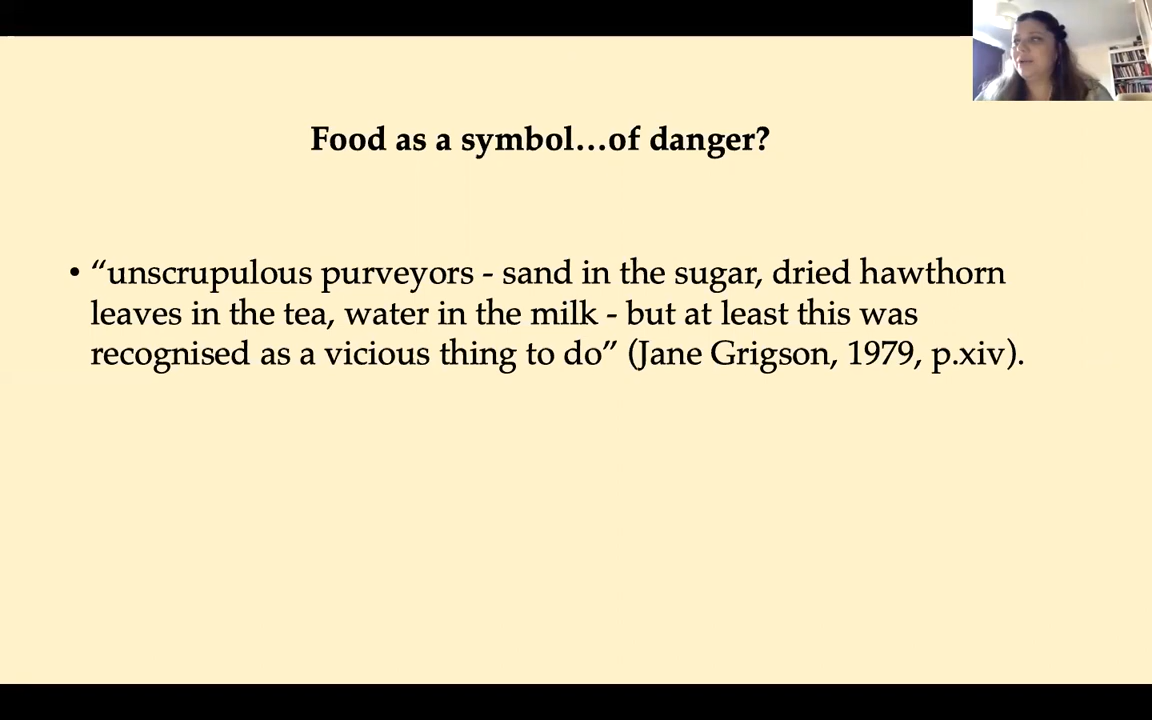 Food as a symbol…of danger?
• “unscrupulous purveyors - sand in the sugar, dried hawthorn
leaves in the tea, water in the milk - but at least this was
recognised as a vicious thing to do” (Jane Grigson, 1979, p.xiv).